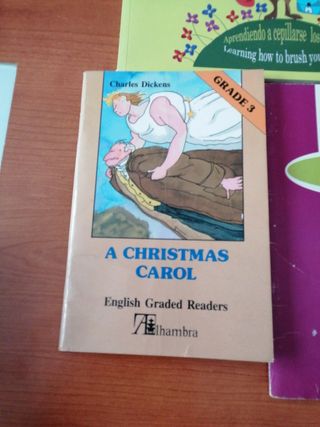 Aprendiendo a cepillarse los
Learning how to brush you
Charles Dickens
GRADE 3
A CHRISTMAS
CAROL
English Graded Readers
Alhambra